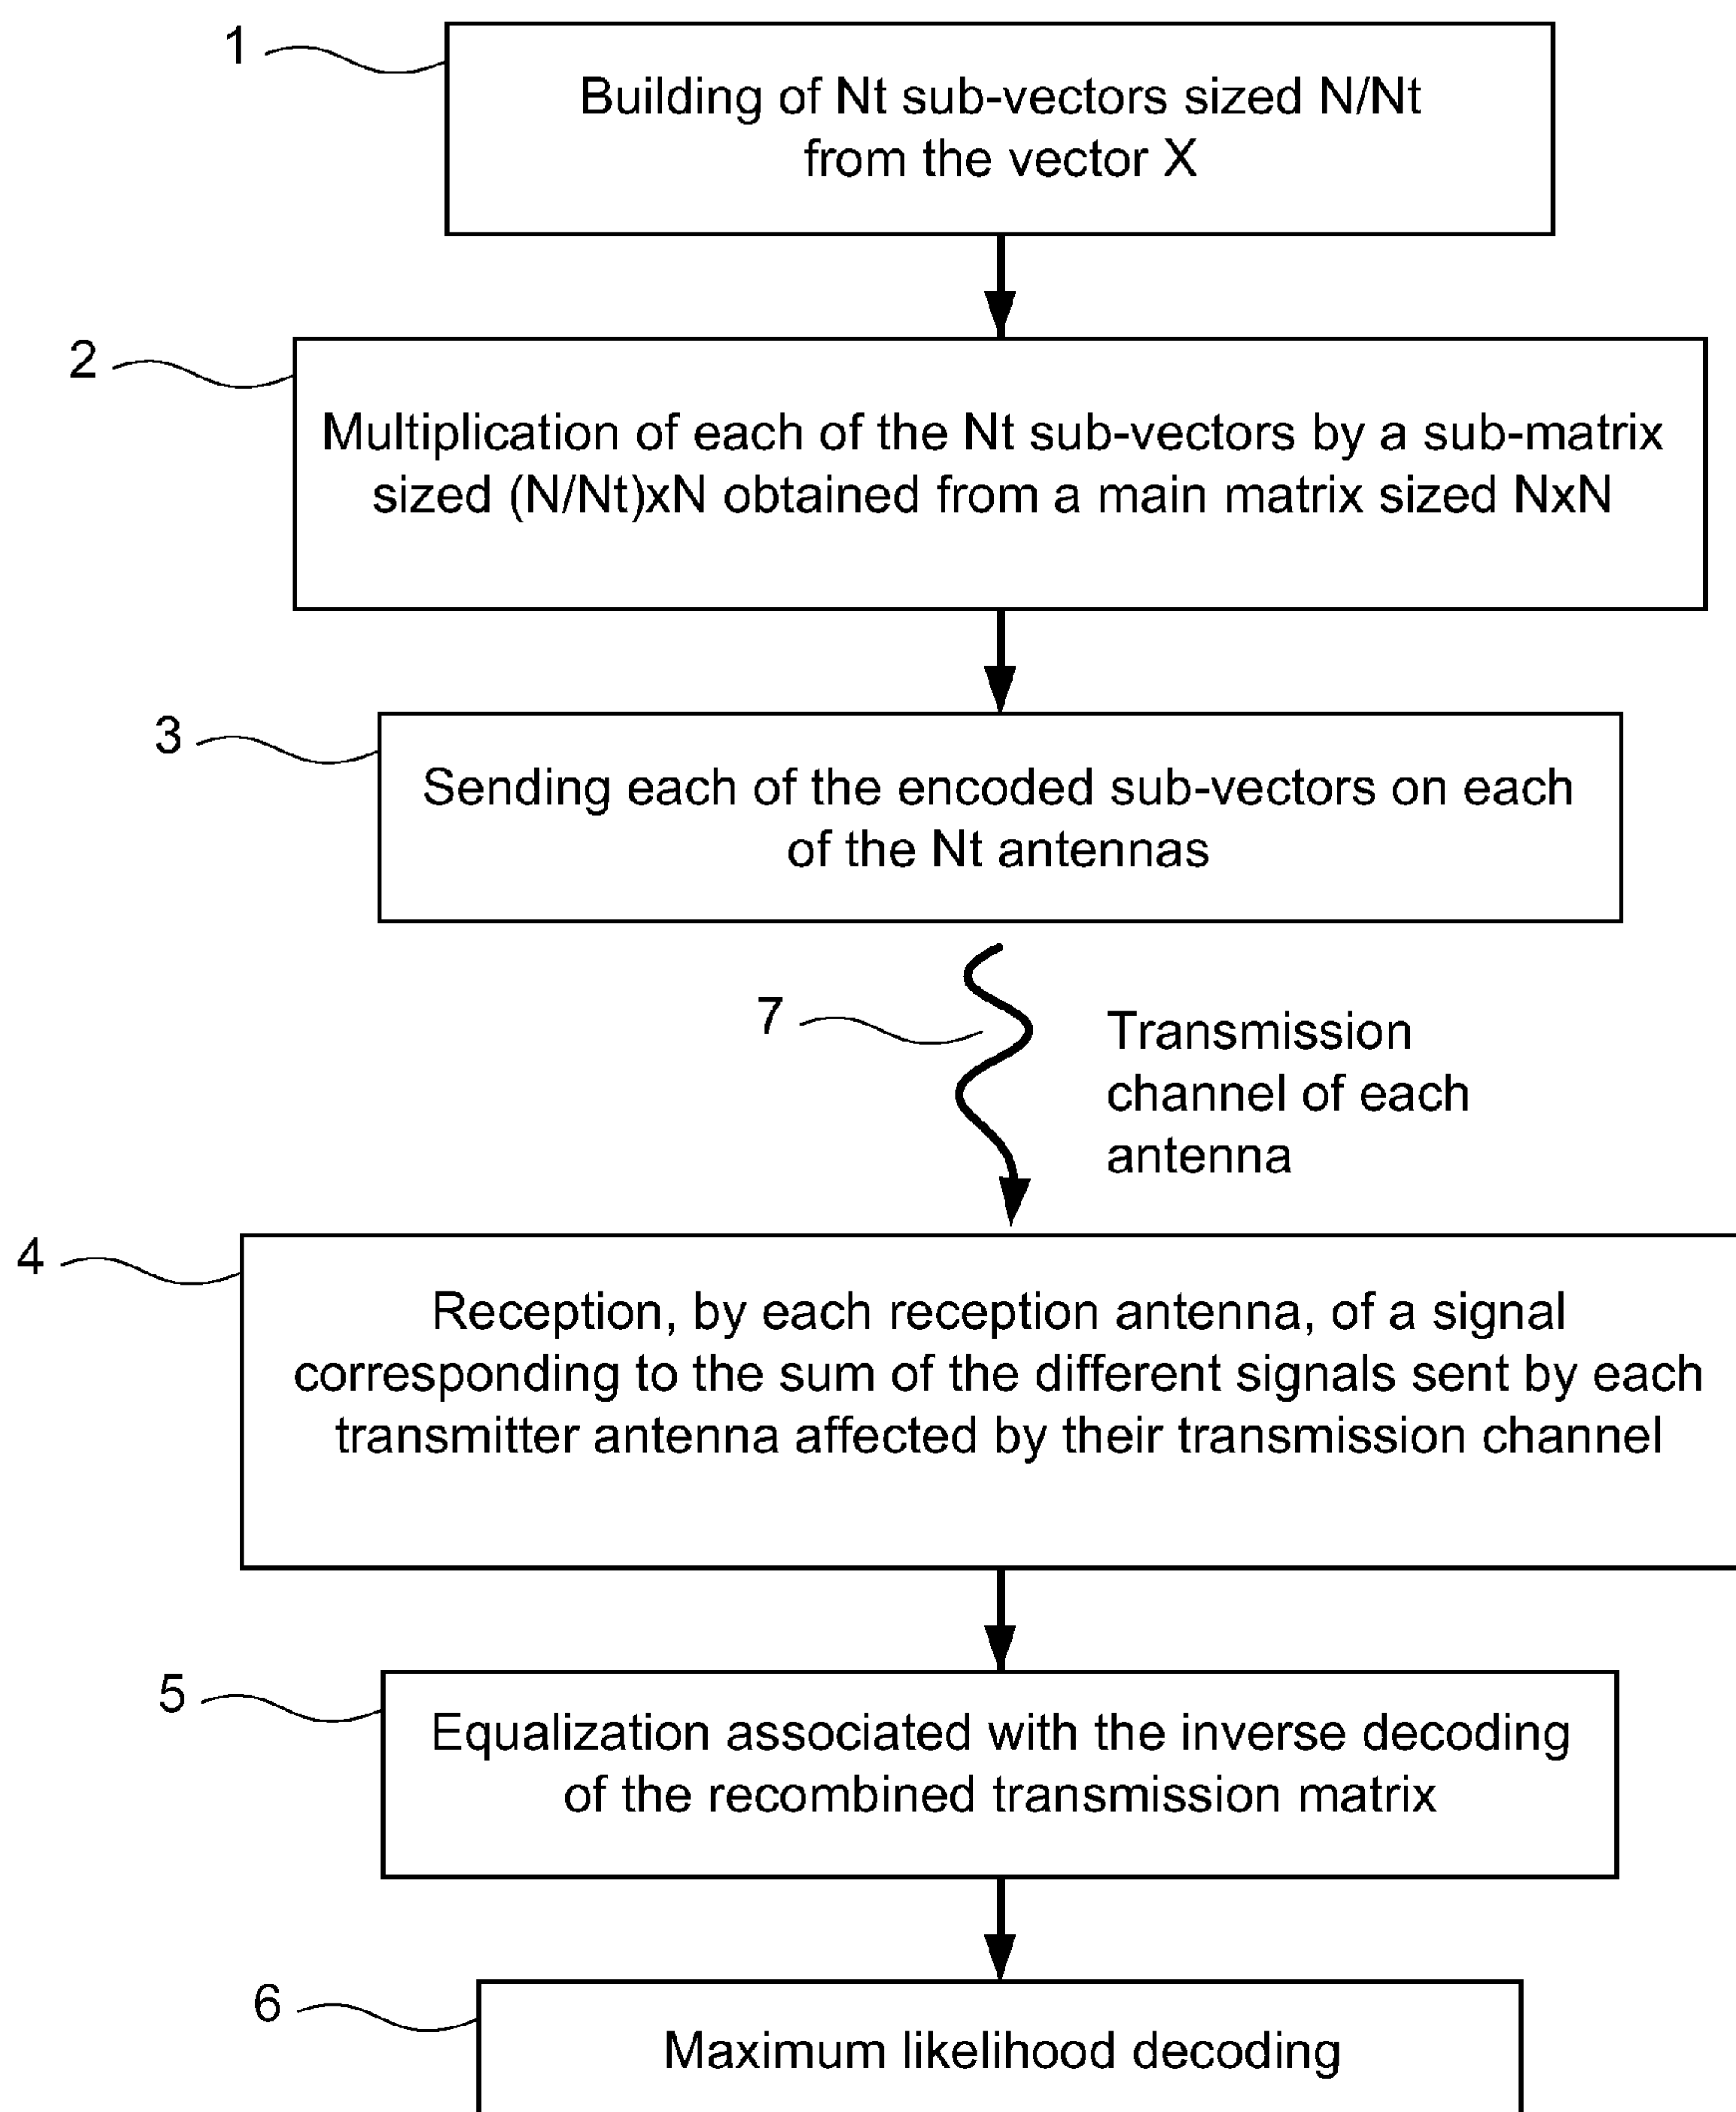 1
Building of Nt sub-vectors sized N/Nt
from the vector X
2
Multiplication of each of the Nt sub-vectors by a sub-matrix
sized (N/Nt)xN obtained from a main matrix sized NxN
3
Sending each of the encoded sub-vectors on each
of the Nt antennas
7
Transmission
channel of each
antenna
4
Reception, by each reception antenna, of a signal
corresponding to the sum of the different signals sent by each
transmitter antenna affected by their transmission channel
5
Equalization associated with the inverse decoding
of the recombined transmission matrix
6
Maximum likelihood decoding